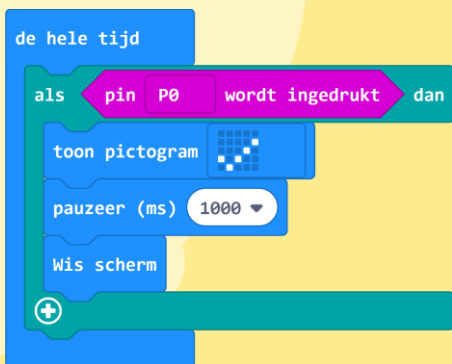 de hele tijd
als pin P0 wordt ingedrukt dan
toon pictogram
pauzeer (ms) 1000
Wis scherm